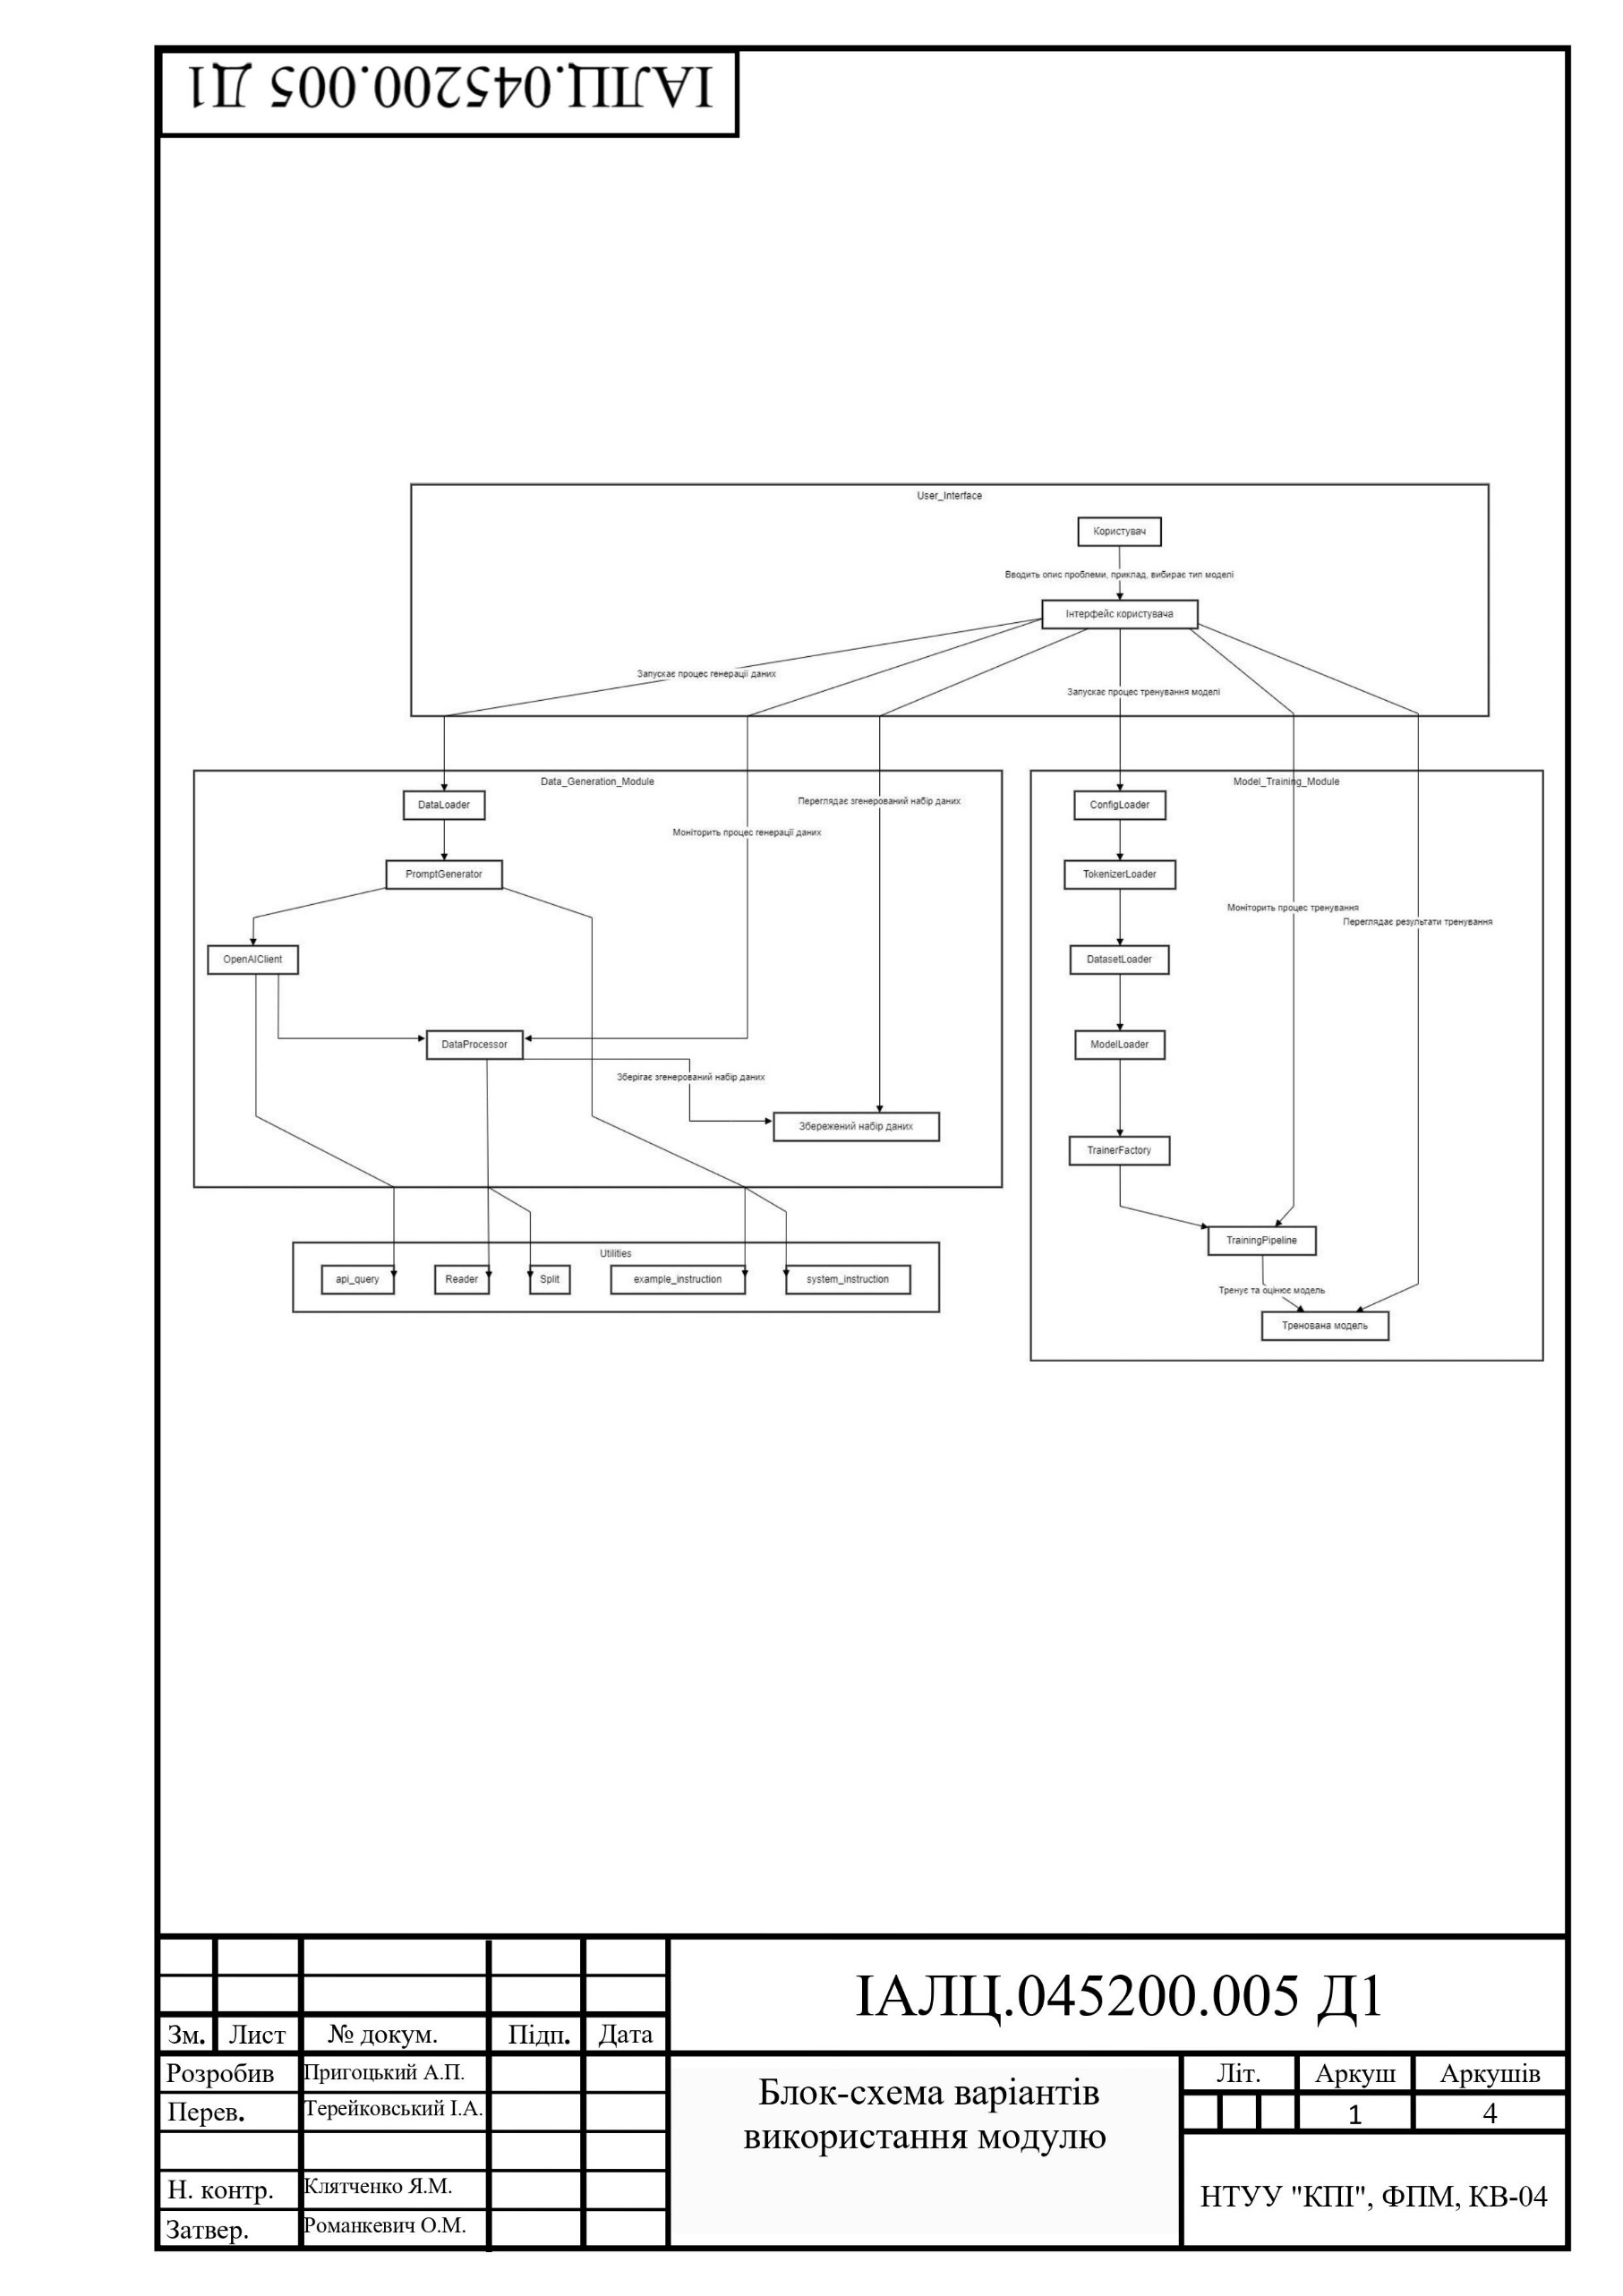 ІАЛЦ.045200.005 Д1
User_Interface
Користувач
Вводить опис проблеми, приклад, вибирає тип моделі
Інтерфейс користувача
Запускає процес генерації даних
Запускає процес тренування моделі
Data_Generation_Module
Model_Training_Module
DataLoader
Переглядає згенерований набір даних
ConfigLoader
Моніторить процес генерації даних
PromptGenerator
TokenizerLoader
Моніторить процес тренування
Переглядає результати тренування
OpenAIClient
DatasetLoader
DataProcessor
ModelLoader
Зберігає згенерований набір даних
Збережений набір даних
TrainerFactory
TrainingPipeline
Utilities
api_query
Reader
Split
example_instruction
system_instruction
Тренує та оцінює модель
Тренована модель
ІАЛЦ.045200.005 Д1
Зм. Лист № докум. Підп. Дата
Розробив Пригоцький А.П.
Перев. Терейковський І.А.
Н. контр. Клятченко Я.М.
Затвер. Романкевич О.М.
Блок-схема варіантів
використання модулю
Літ. Аркуш Аркушів
1 4
НТУУ "КПІ", ФПМ, КВ-04